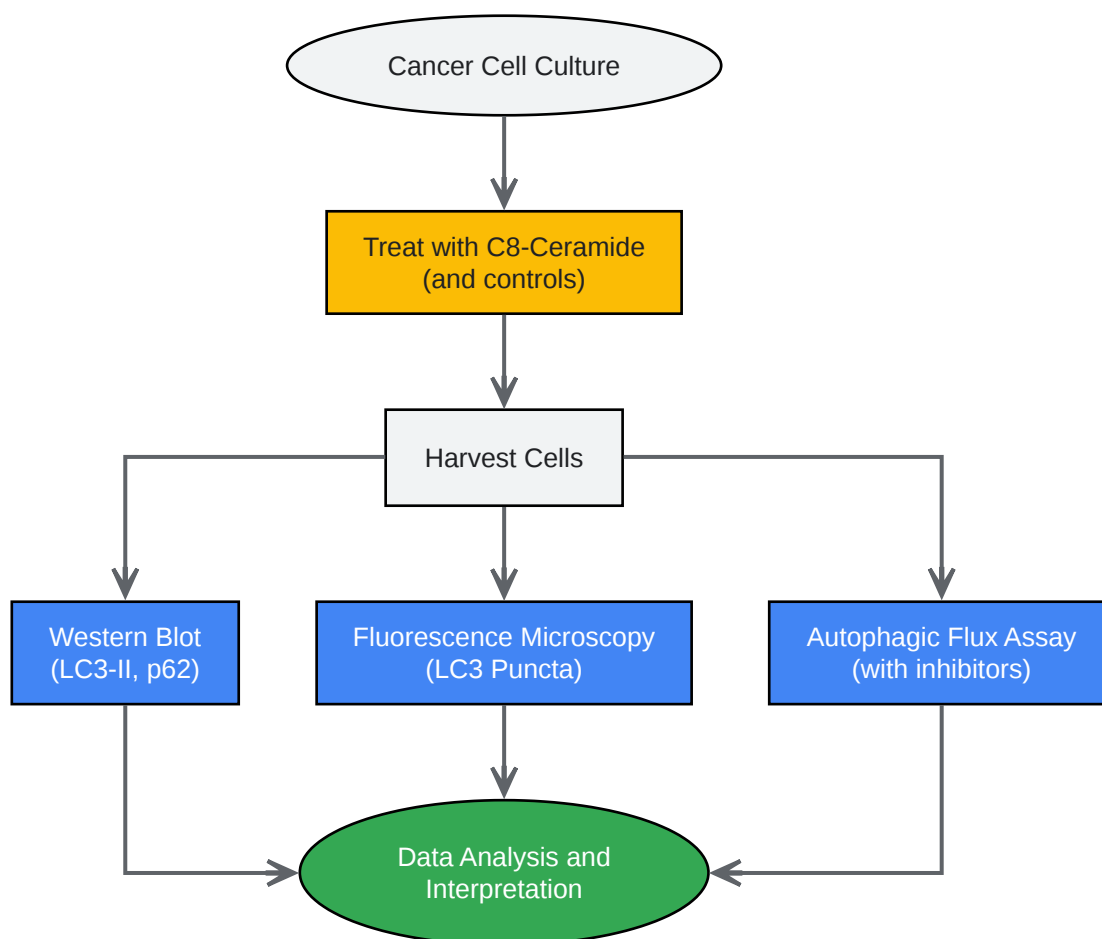 Cancer Cell Culture
Treat with C8-Ceramide
(and controls)
Harvest Cells
Western Blot
(LC3-II, p62)
Fluorescence Microscopy
(LC3 Puncta)
Autophagic Flux Assay
(with inhibitors)
Data Analysis and
Interpretation